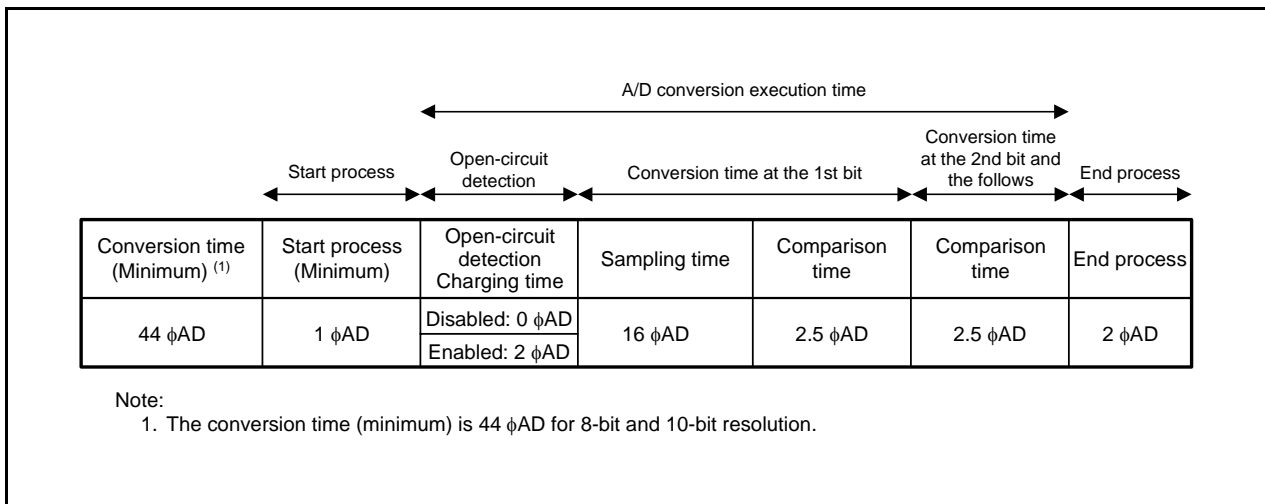 A/D conversion execution time
Start process
Open-circuit
detection
Conversion time at the 1st bit
Conversion time
at the 2nd bit and
the follows
End process
Conversion time
(Minimum) (1)
Start process
(Minimum)
Open-circuit
detection
Charging time
Sampling time
Comparison
time
Comparison
time
End process
44 ϕAD
1 ϕAD
Disabled: 0 ϕAD
Enabled: 2 ϕAD
16 ϕAD
2.5 ϕAD
2.5 ϕAD
2 ϕAD
Note:
1. The conversion time (minimum) is 44 ϕAD for 8-bit and 10-bit resolution.